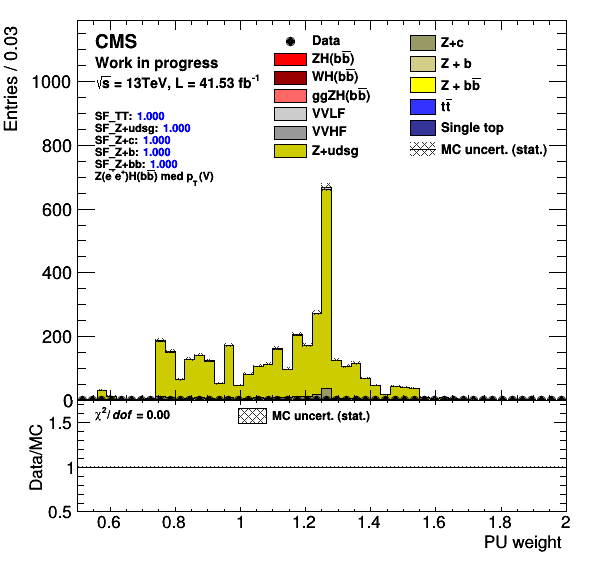 CMS
Work in progress
√s = 13TeV, L = 41.53 fb⁻¹
SF_TT: 1.000
SF_Z+udsg: 1.000
SF_Z+c: 1.000
SF_Z+b: 1.000
SF_Z+bb: 1.000
Z(e⁻e⁺)H(bb̅) med p_T(V)
Data
ZH(bb̅)
WH(bb̅)
ggZH(bb̅)
VVLF
VVHF
Z+udsg
Z+c
Z + b
Z + bb̅
tt̅
Single top
MC uncert. (stat.)
Entries / 0.03
1000
800
600
400
200
0
χ²/dof = 0.00
MC uncert. (stat.)
Data/MC
1.5
1
0.5
0.6
0.8
1
1.2
1.4
1.6
1.8
2
PU weight